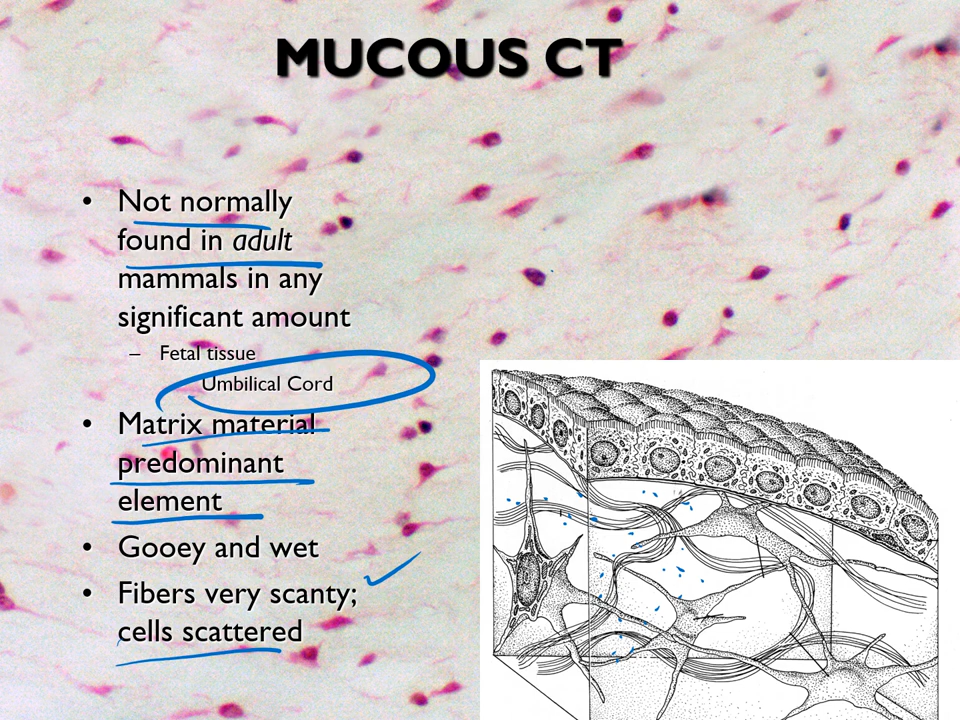 MUCOUS CT
• Not normally
found in adult
mammals in any
significant amount
– Fetal tissue
Umbilical Cord
• Matrix material
predominant
element
• Gooey and wet
• Fibers very scanty;
cells scattered